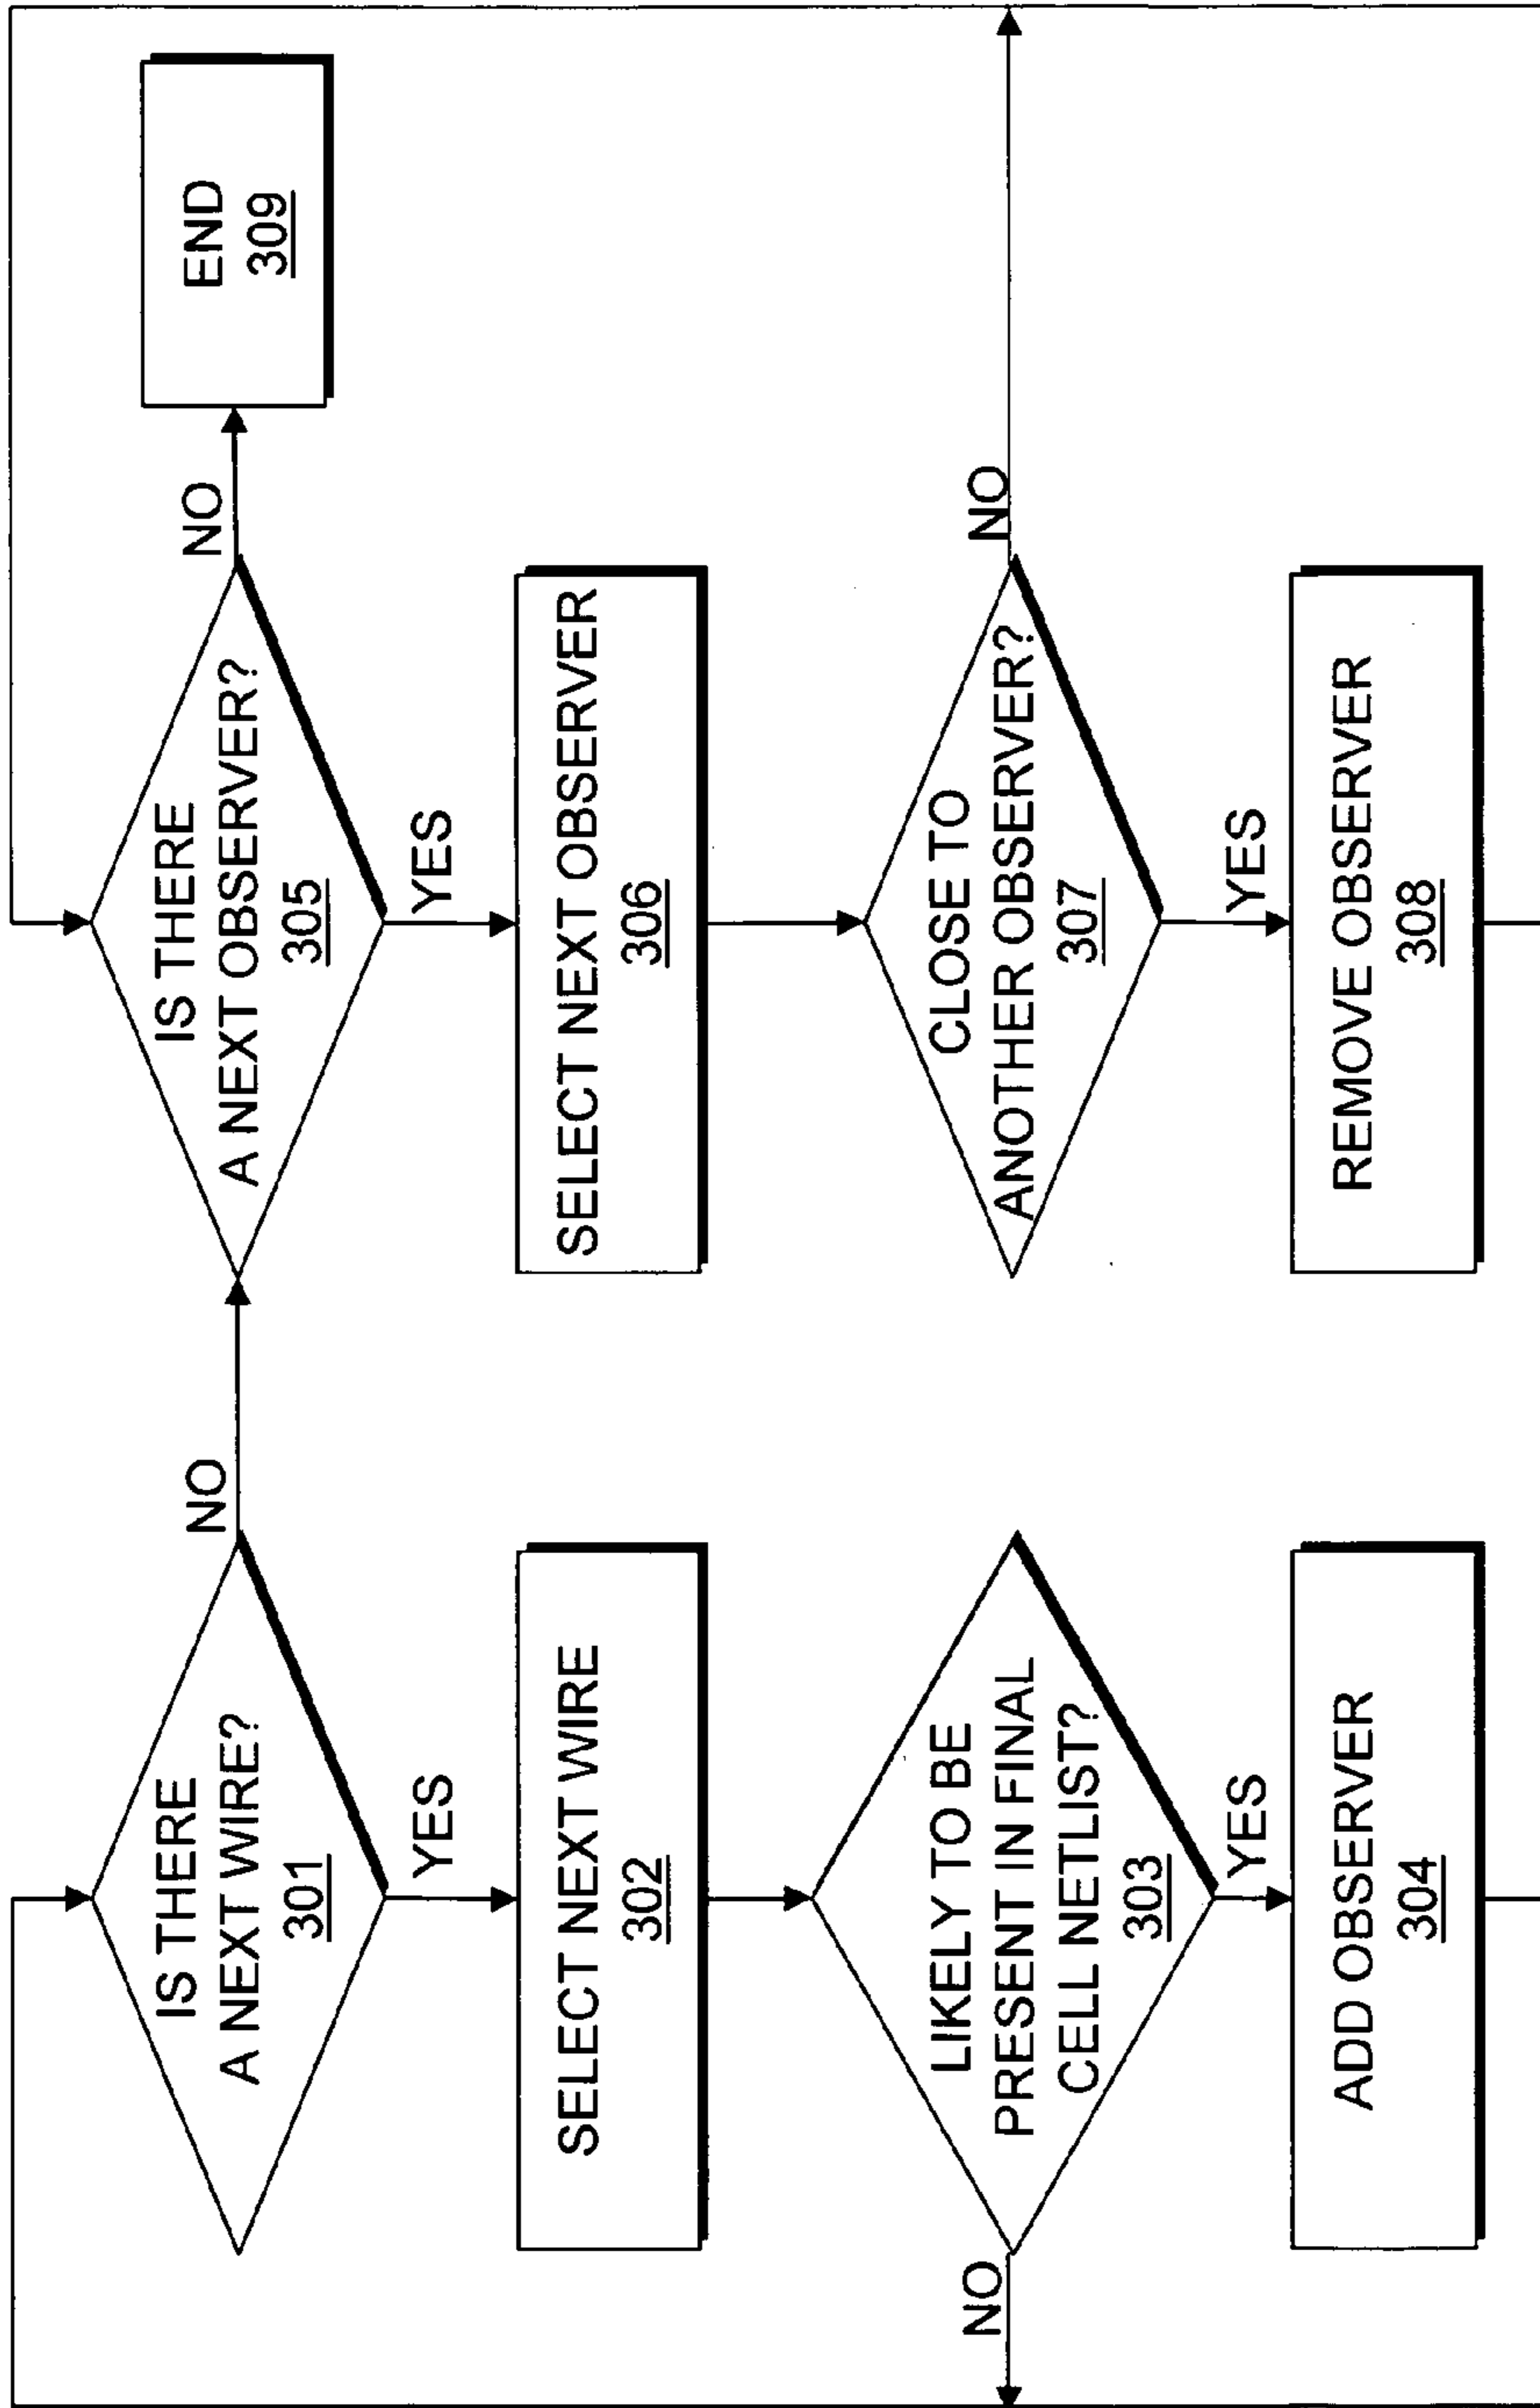 IS THERE
A NEXT WIRE?
301
NO
YES
SELECT NEXT WIRE
302
LIKELY TO BE
PRESENT IN FINAL
CELL NETLIST?
303
NO
YES
ADD OBSERVER
304
IS THERE
A NEXT OBSERVER?
305
NO
YES
SELECT NEXT OBSERVER
306
CLOSE TO
ANOTHER OBSERVER?
307
NO
YES
REMOVE OBSERVER
308
END
309